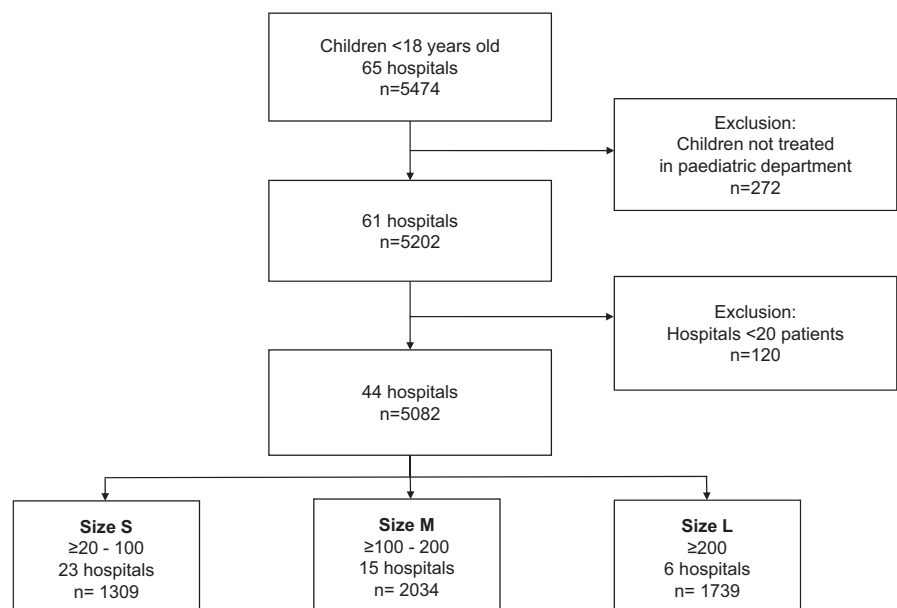 Children <18 years old
65 hospitals
n=5474
Exclusion:
Children not treated
in paediatric department
n=272
61 hospitals
n=5202
Exclusion:
Hospitals <20 patients
n=120
44 hospitals
n=5082
Size S
≥20 - 100
23 hospitals
n= 1309
Size M
≥100 - 200
15 hospitals
n= 2034
Size L
≥200
6 hospitals
n= 1739